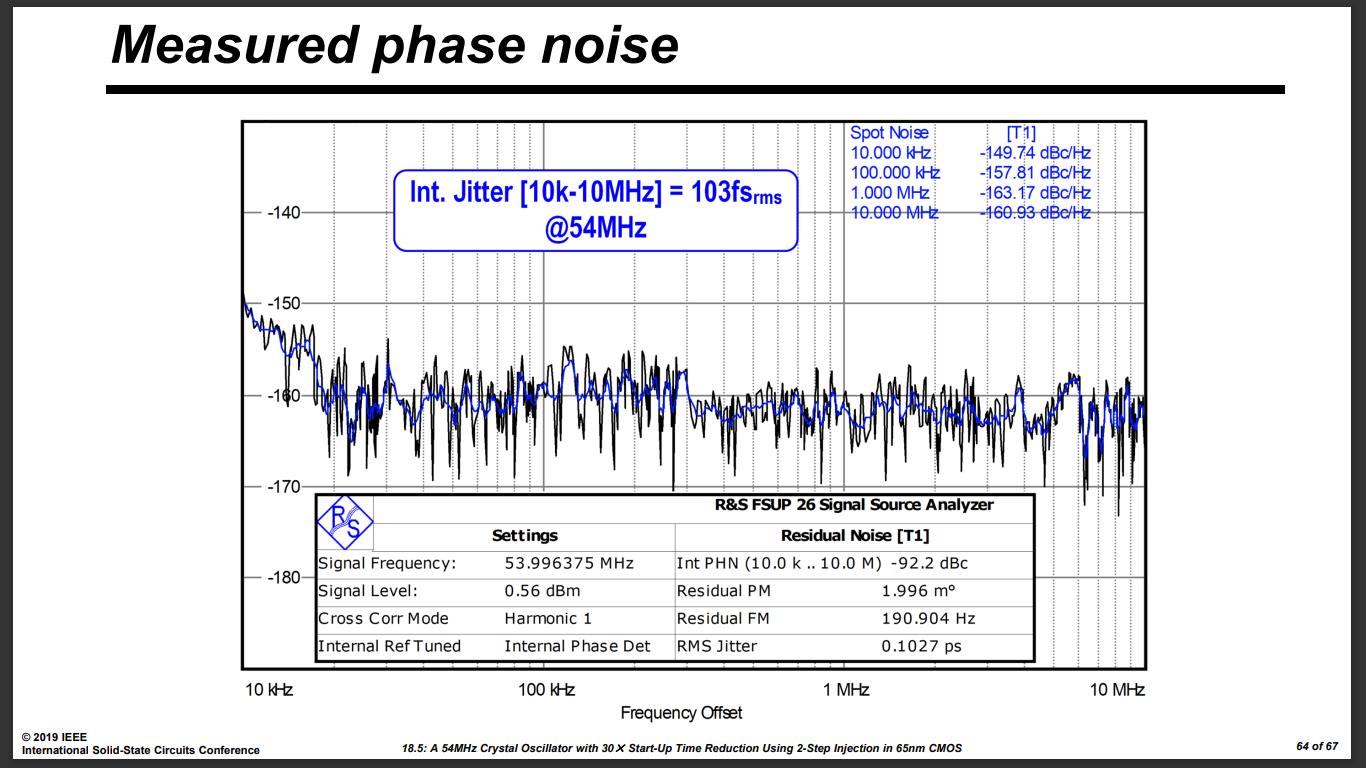 Measured phase noise
Spot Noise [T1]
10.000 kHz -149.74 dBc/Hz
100.000 kHz -157.81 dBc/Hz
1.000 MHz -163.17 dBc/Hz
10.000 MHz -160.93 dBc/Hz
Int. Jitter [10k-10MHz] = 103fsrms
@54MHz
-140
-150
-160
-170
-180
R&S FSUP 26 Signal Source Analyzer
RS
Settings Residual Noise [T1]
Signal Frequency: 53.996375 MHz Int PHN (10.0 k .. 10.0 M) -92.2 dBc
Signal Level: 0.56 dBm Residual PM 1.996 m°
Cross Corr Mode Harmonic 1 Residual FM 190.904 Hz
Internal Ref Tuned Internal Phase Det RMS Jitter 0.1027 ps
10 kHz 100 kHz 1 MHz 10 MHz
Frequency Offset
© 2019 IEEE
International Solid-State Circuits Conference
18.5: A 54MHz Crystal Oscillator with 30✕ Start-Up Time Reduction Using 2-Step Injection in 65nm CMOS
64 of 67